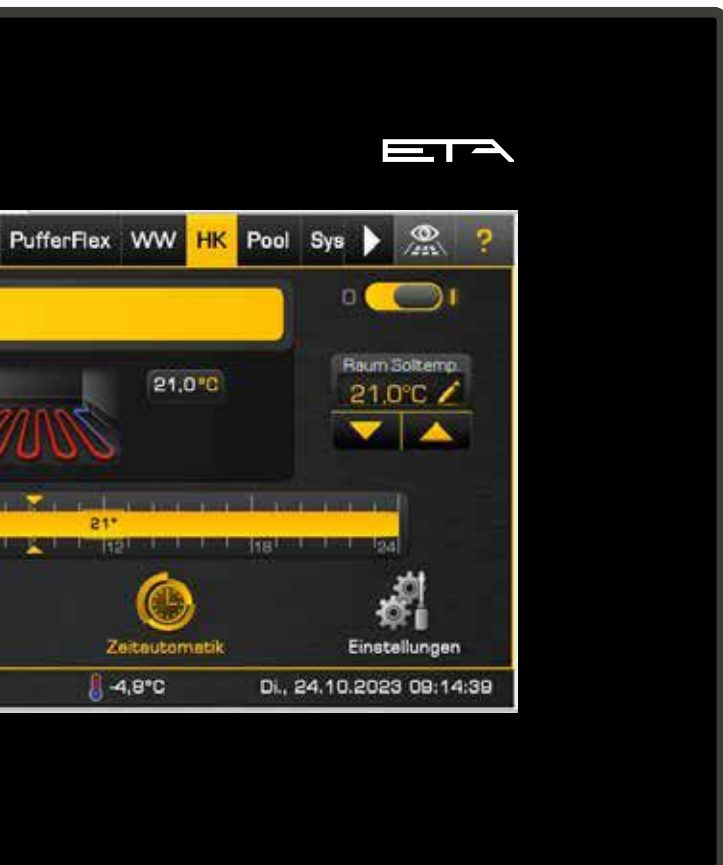 ETA
PufferFlex WW HK Pool Sys ?
0 I
Raum Solltemp.
21,0°C
21,0°C
21°
12 18 24
Zeitautomatik Einstellungen
-4,8°C Di., 24.10.2023 09:14:39